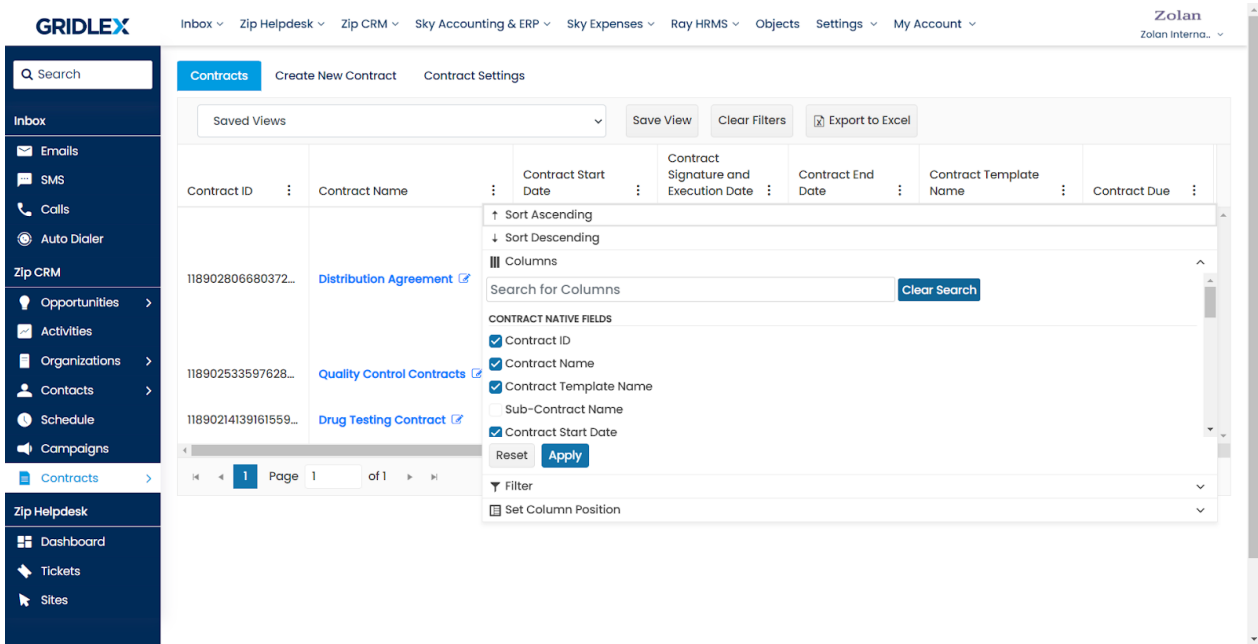 GRIDLEX
Inbox Zip Helpdesk Zip CRM Sky Accounting & ERP Sky Expenses Ray HRMS Objects Settings My Account
Zolan
Zolan Interna..
Search
Inbox
Emails
SMS
Calls
Auto Dialer
Zip CRM
Opportunities
Activities
Organizations
Contacts
Schedule
Campaigns
Contracts
Zip Helpdesk
Dashboard
Tickets
Sites
Contracts Create New Contract Contract Settings
Saved Views Save View Clear Filters Export to Excel
Contract ID
Contract Name
Contract Start
Date
Contract
Signature and
Execution Date
Contract End
Date
Contract Template
Name
Contract Due
118902806680372...
Distribution Agreement
118902533597628...
Quality Control Contracts
11890214139161559...
Drug Testing Contract
1 Page 1 of 1
Sort Ascending
Sort Descending
Columns
Search for Columns Clear Search
CONTRACT NATIVE FIELDS
Contract ID
Contract Name
Contract Template Name
Sub-Contract Name
Contract Start Date
Reset Apply
Filter
Set Column Position